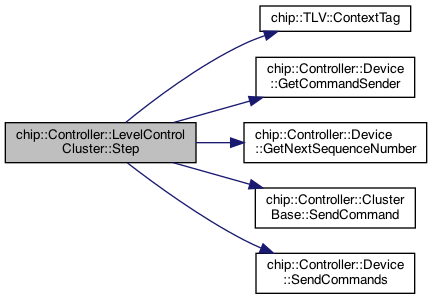 chip::TLV::ContextTag
chip::Controller::Device
::GetCommandSender
chip::Controller::LevelControl
Cluster::Step
chip::Controller::Device
::GetNextSequenceNumber
chip::Controller::Cluster
Base::SendCommand
chip::Controller::Device
::SendCommands